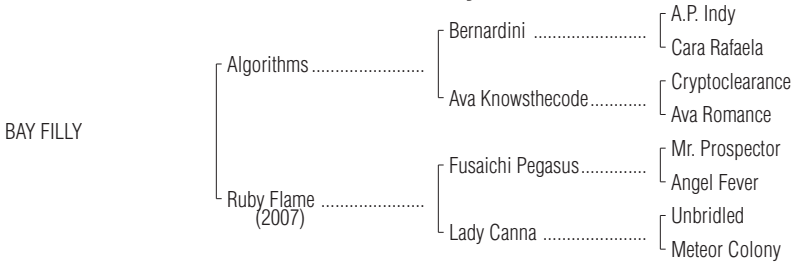 A.P. Indy
Bernardini ........................
Cara Rafaela
Algorithms ........................
Cryptoclearance
Ava Knowsthecode............
Ava Romance
BAY FILLY
Mr. Prospector
Fusaichi Pegasus..............
Angel Fever
Ruby Flame ......................
(2007)
Unbridled
Lady Canna ......................
Meteor Colony